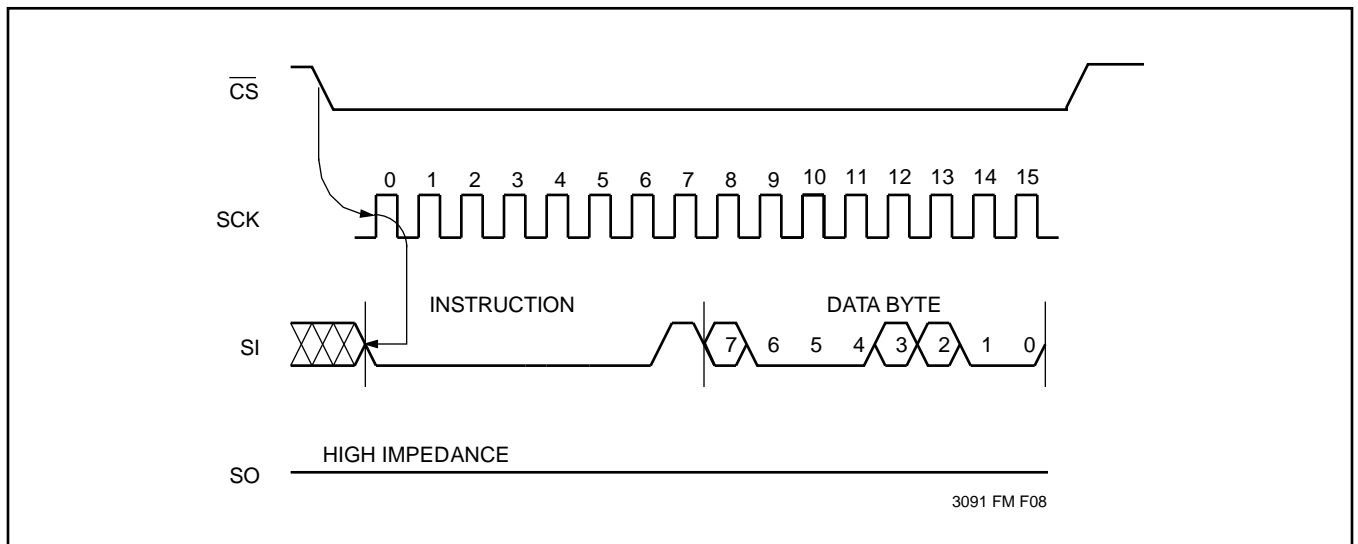 CS
0 1 2 3 4 5 6 7 8 9 10 11 12 13 14 15
SCK
INSTRUCTION DATA BYTE
SI 7 6 5 4 3 2 1 0
HIGH IMPEDANCE
SO
3091 FM F08